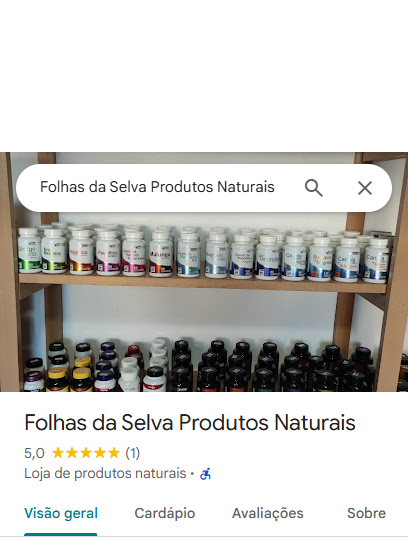 Folhas da Selva Produtos Naturais
Mulungu
Folhas da Selva Produtos Naturais
5,0 (1)
Loja de produtos naturais ·
Visão geral Cardápio Avaliações Sobre